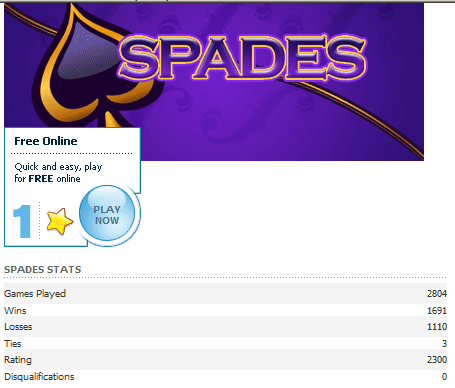 SPADES
Free Online
Quick and easy, play
for FREE online
1
PLAY
NOW
SPADES STATS
Games Played 2804
Wins 1691
Losses 1110
Ties 3
Rating 2300
Disqualifications 0